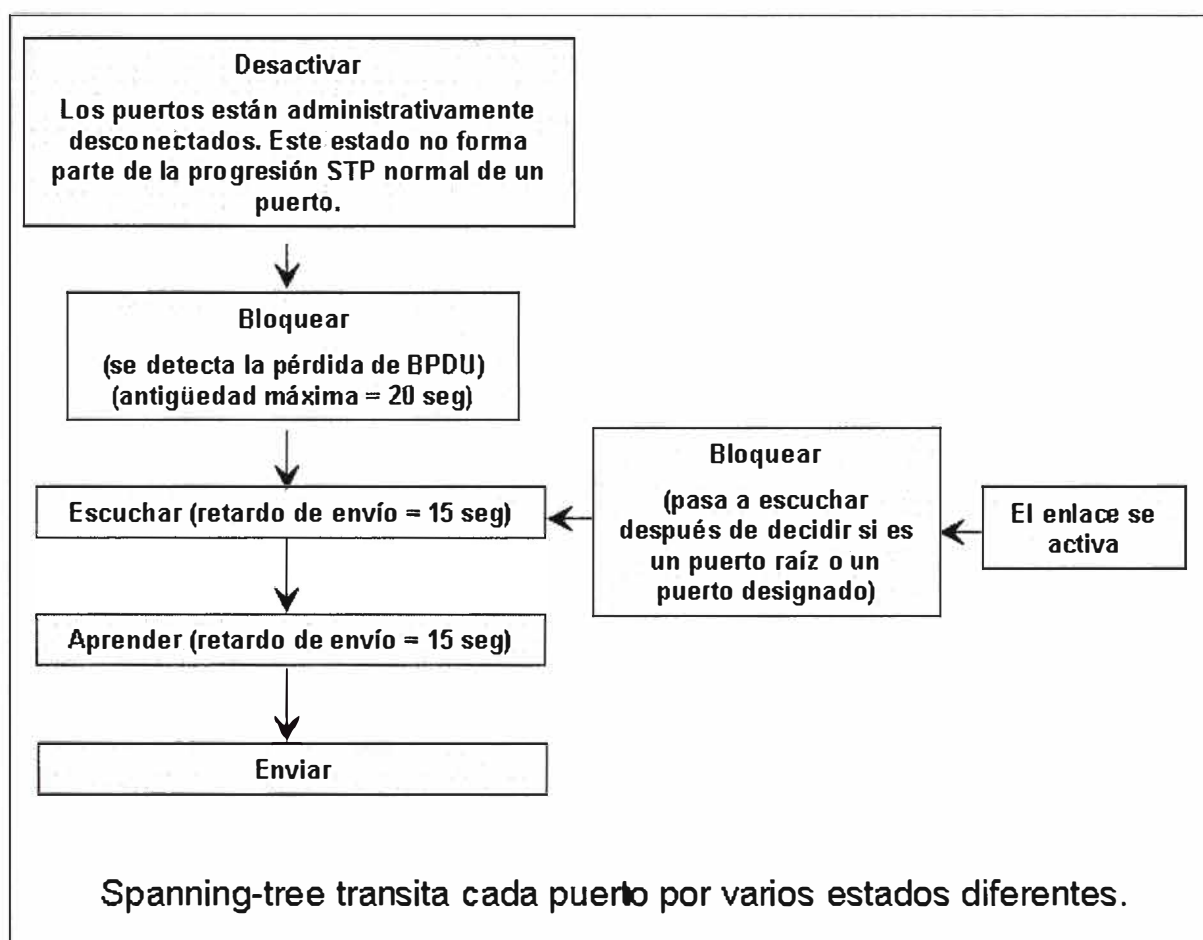 Desactivar
Los puertos están administrativamente
desconectados. Este estado no forma
parte de la progresión STP normal de un
puerto.
Bloquear
(se detecta la pérdida de BPDU)
(antigüedad máxima = 20 seg)
Escuchar (retardo de envío = 15 seg)
Bloquear
(pasa a escuchar
después de decidir si es
un puerto raíz o un
puerto designado)
El enlace se
activa
Aprender (retardo de envío = 15 seg)
Enviar
Spanning-tree transita cada puerto por varios estados diferentes.